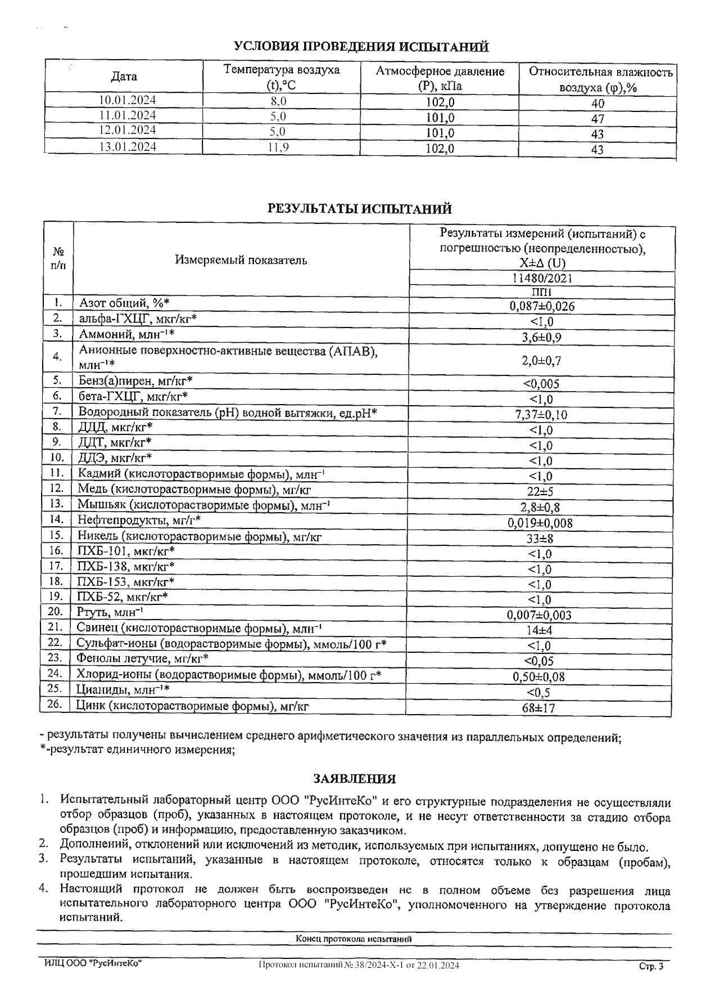 УСЛОВИЯ ПРОВЕДЕНИЯ ИСПЫТАНИЙ
Дата
Температура воздуха
(t),°С
Атмосферное давление
(Р), кПа
Относительная влажность
воздуха (φ),%
10.01.2024 8,0 102,0 40
11.01.2024 5,0 101,0 47
12.01.2024 5,0 101,0 43
13.01.2024 11,9 102,0 43
РЕЗУЛЬТАТЫ ИСПЫТАНИЙ
№
п/п
Измеряемый показатель
Результаты измерений (испытаний) с
погрешностью (неопределенностью),
Х±Δ (U)
11480/2021
ПП1
1. Азот общий, %* 0,087±0,026
2. альфа-ГХЦГ, мкг/кг* <1,0
3. Аммоний, млн⁻¹* 3,6±0,9
4. Анионные поверхностно-активные вещества (АПАВ),
млн⁻¹* 2,0±0,7
5. Бенз(а)пирен, мг/кг* <0,005
6. бета-ГХЦГ, мкг/кг* <1,0
7. Водородный показатель (рН) водной вытяжки, ед.рН* 7,37±0,10
8. ДДД, мкг/кг* <1,0
9. ДДТ, мкг/кг* <1,0
10. ДДЭ, мкг/кг* <1,0
11. Кадмий (кислоторастворимые формы), млн⁻¹ <1,0
12. Медь (кислоторастворимые формы), мг/кг 22±5
13. Мышьяк (кислоторастворимые формы), млн⁻¹ 2,8±0,8
14. Нефтепродукты, мг/г* 0,019±0,008
15. Никель (кислоторастворимые формы), мг/кг 33±8
16. ПХБ-101, мкг/кг* <1,0
17. ПХБ-138, мкг/кг* <1,0
18. ПХБ-153, мкг/кг* <1,0
19. ПХБ-52, мкг/кг* <1,0
20. Ртуть, млн⁻¹ 0,007±0,003
21. Свинец (кислоторастворимые формы), млн⁻¹ 14±4
22. Сульфат-ионы (водорастворимые формы), ммоль/100 г* <1,0
23. Фенолы летучие, мг/кг* <0,05
24. Хлорид-ионы (водорастворимые формы), ммоль/100 г* 0,50±0,08
25. Цианиды, млн⁻¹* <0,5
26. Цинк (кислоторастворимые формы), мг/кг 68±17
- результаты получены вычислением среднего арифметического значения из параллельных определений;
*-результат единичного измерения;
ЗАЯВЛЕНИЯ
1. Испытательный лабораторный центр ООО "РусИнтеКо" и его структурные подразделения не осуществляли
отбор образцов (проб), указанных в настоящем протоколе, и не несут ответственности за стадию отбора
образцов (проб) и информацию, предоставленную заказчиком.
2. Дополнений, отклонений или исключений из методик, используемых при испытаниях, допущено не было.
3. Результаты испытаний, указанные в настоящем протоколе, относятся только к образцам (пробам),
прошедшим испытания.
4. Настоящий протокол не должен быть воспроизведен не в полном объеме без разрешения лица
испытательного лабораторного центра ООО "РусИнтеКо", уполномоченного на утверждение протокола
испытаний.
Конец протокола испытаний
ИЛЦ ООО "РусИнтеКо" Протокол испытаний № 38/2024-Х-1 от 22.01.2024 Стр. 3